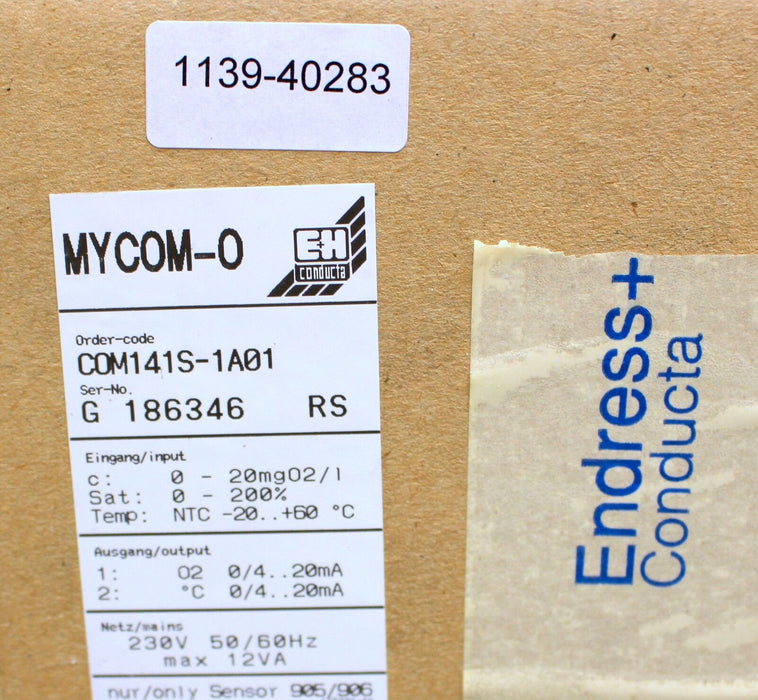 1139-40283
MYCOM-O
E+H
conducta
Order-code
COM141S-1A01
Ser-No.
G 186346 RS
Eingang/input
c: 0 - 20mgO2/l
Sat: 0 - 200%
Temp: NTC -20..+60 °C
Ausgang/output
1: O2 0/4..20mA
2: °C 0/4..20mA
Netz/mains
230V 50/60Hz
max 12VA
nur/only Sensor 905/906
Endress+
Conducta